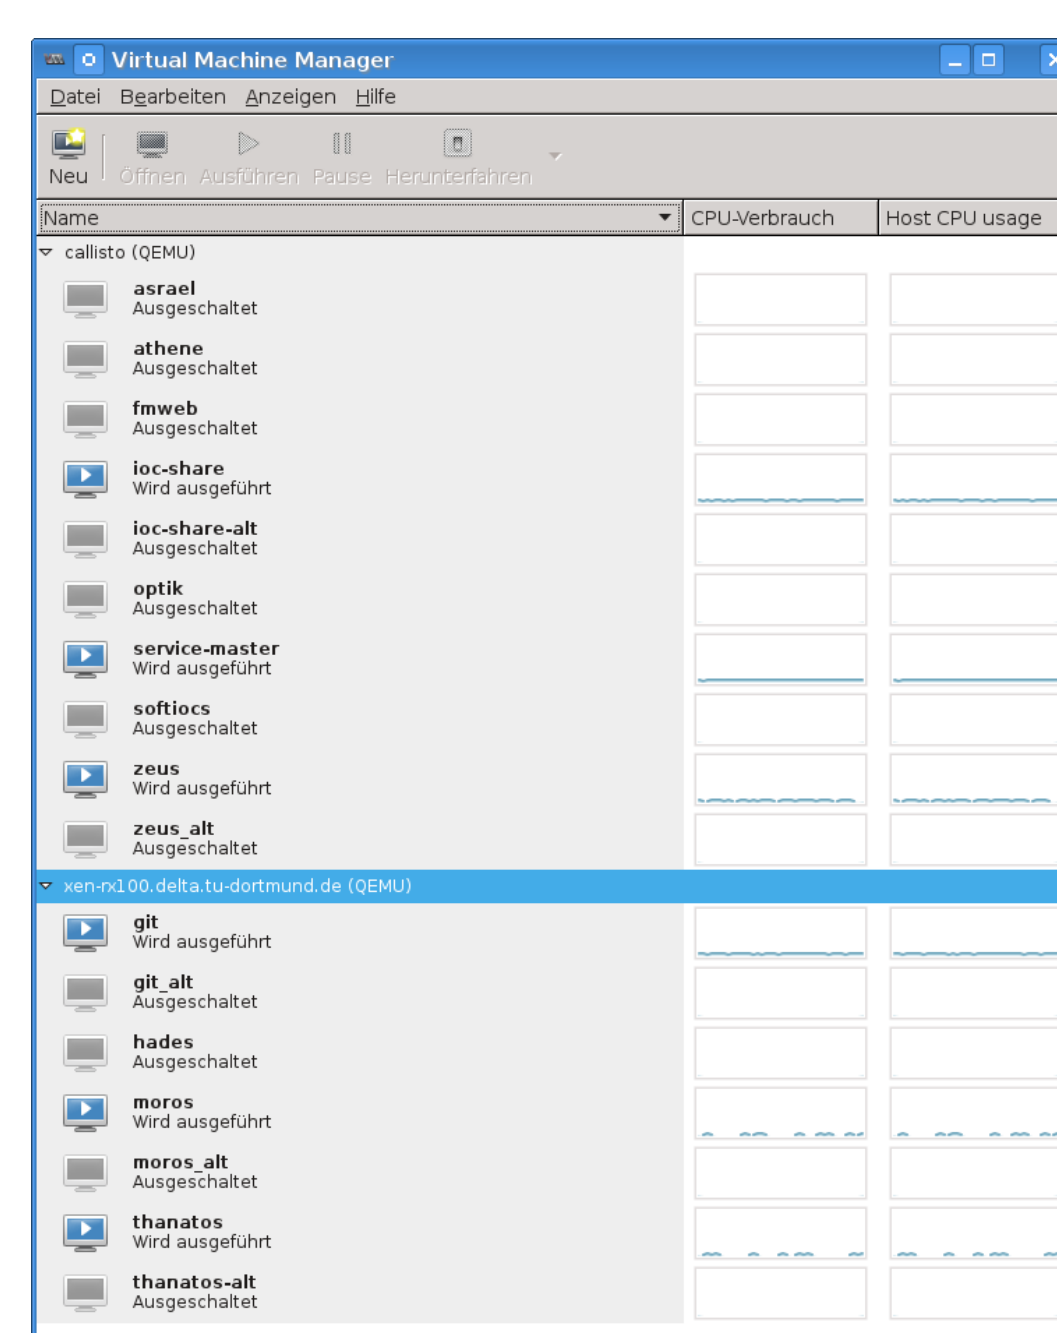 Virtual Machine Manager
Datei Bearbeiten Anzeigen Hilfe
Neu Öffnen Ausführen Pause Herunterfahren
Name CPU-Verbrauch Host CPU usage
callisto (QEMU)
asrael
Ausgeschaltet
athene
Ausgeschaltet
fmweb
Ausgeschaltet
ioc-share
Wird ausgeführt
ioc-share-alt
Ausgeschaltet
optik
Ausgeschaltet
service-master
Wird ausgeführt
softiocs
Ausgeschaltet
zeus
Wird ausgeführt
zeus_alt
Ausgeschaltet
xen-rx100.delta.tu-dortmund.de (QEMU)
git
Wird ausgeführt
git_alt
Ausgeschaltet
hades
Ausgeschaltet
moros
Wird ausgeführt
moros_alt
Ausgeschaltet
thanatos
Wird ausgeführt
thanatos-alt
Ausgeschaltet